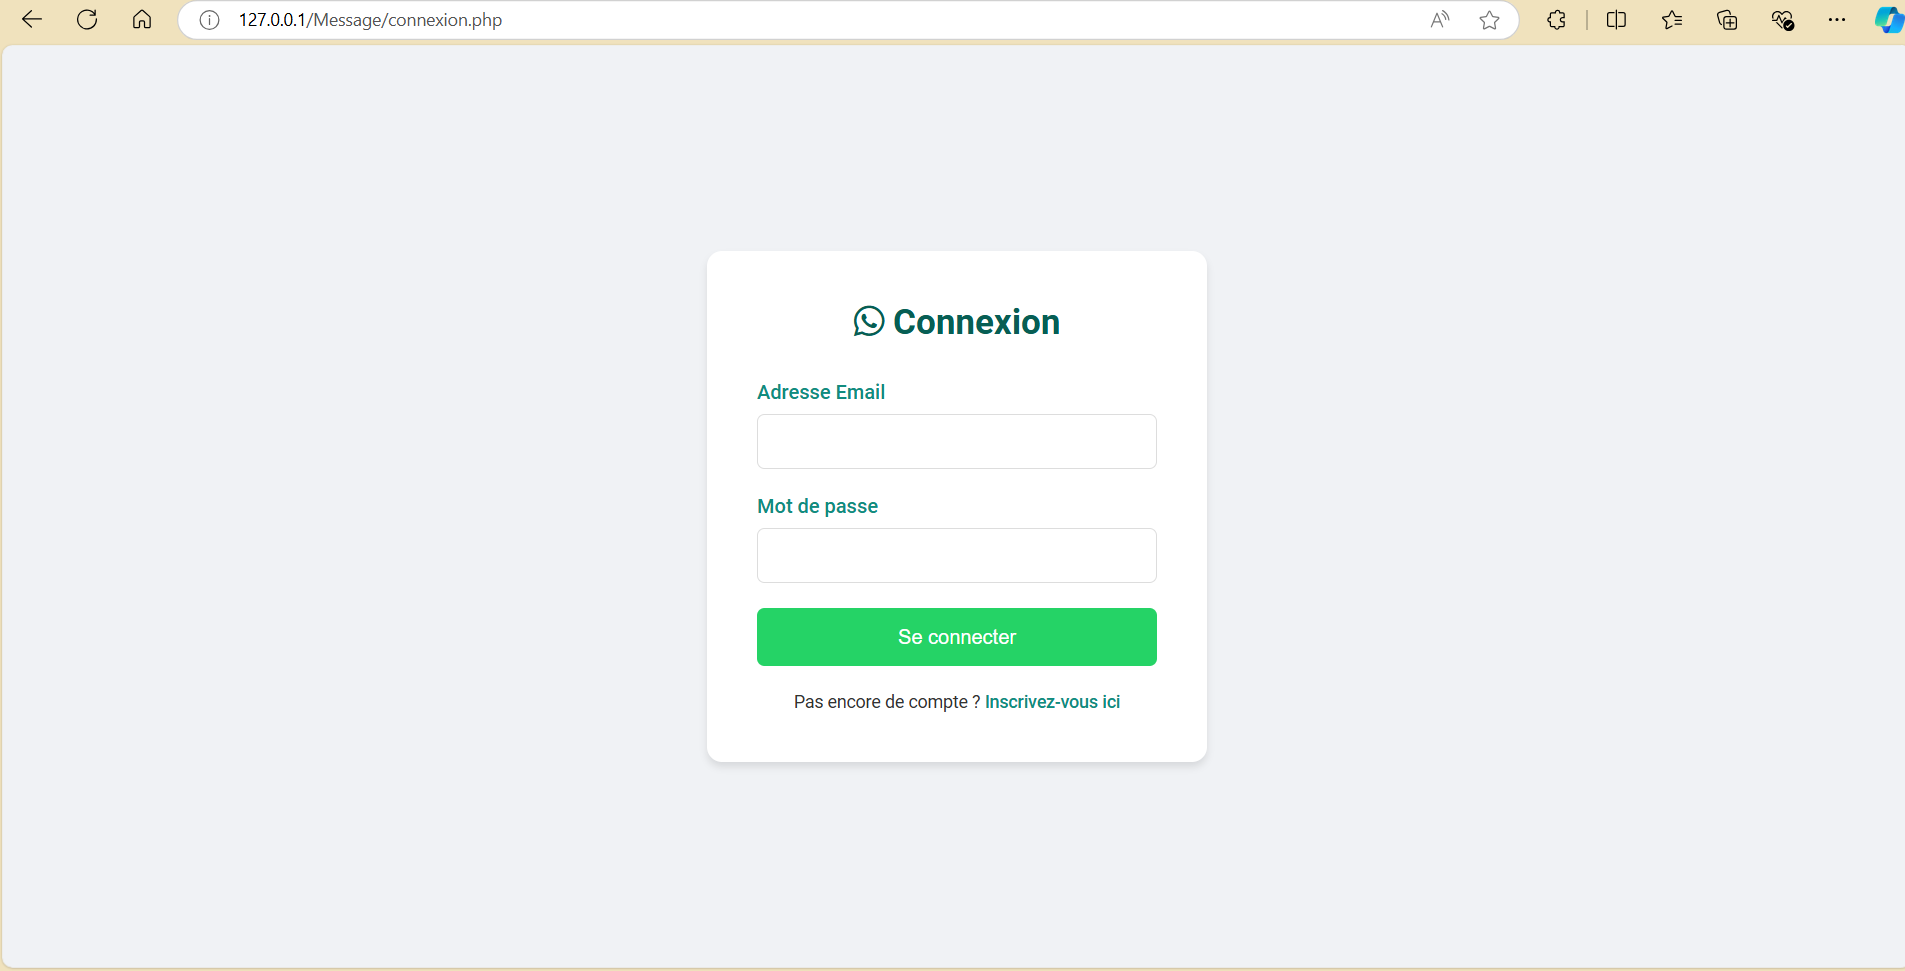 127.0.0.1/Message/connexion.php
Connexion
Adresse Email
Mot de passe
Se connecter
Pas encore de compte ? Inscrivez-vous ici